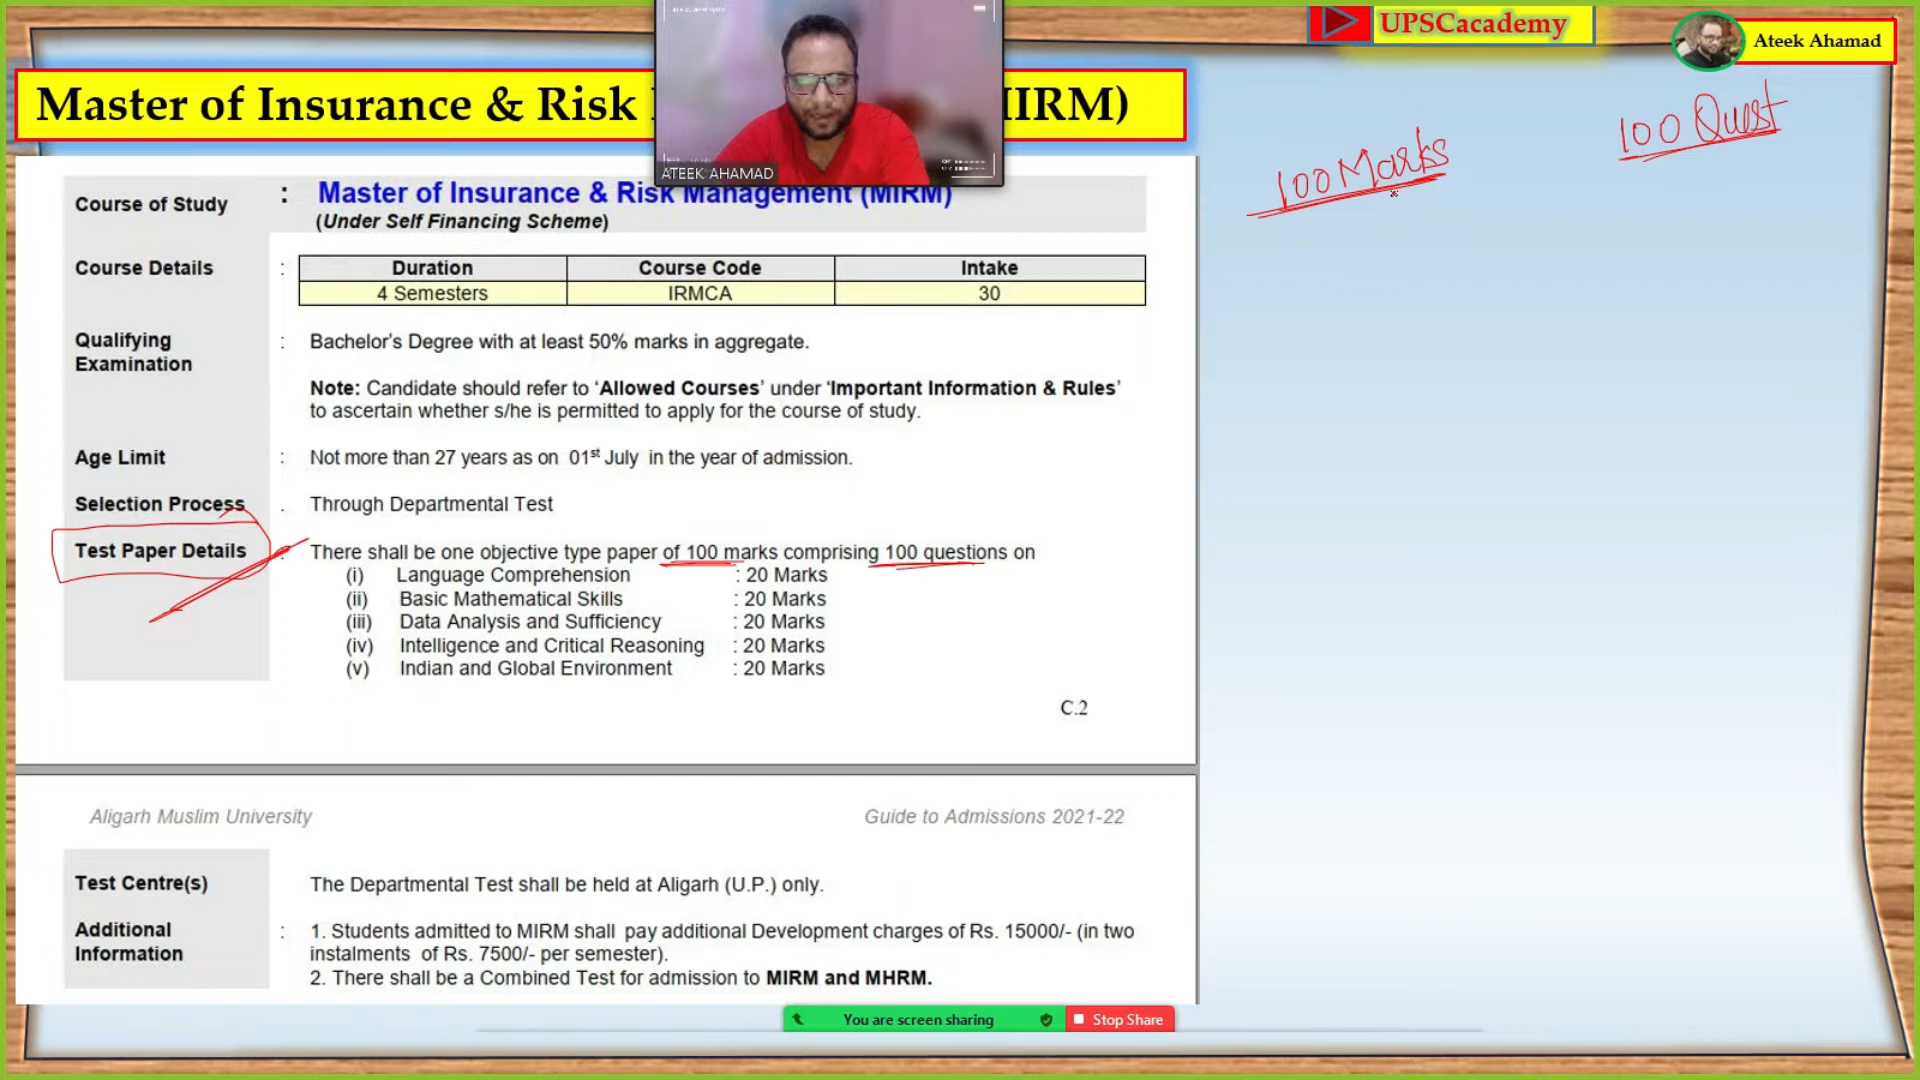 UPSCacademy
Ateek Ahamad
Master of Insurance & Risk
MIRM)
ATEEK AHAMAD
100 Marks
100 Quest
Course of Study : Master of Insurance & Risk Management (MIRM)
(Under Self Financing Scheme)
Course Details :
Duration Course Code Intake
4 Semesters IRMCA 30
Qualifying
Examination
: Bachelor's Degree with at least 50% marks in aggregate.
Note: Candidate should refer to 'Allowed Courses' under 'Important Information & Rules'
to ascertain whether s/he is permitted to apply for the course of study.
Age Limit : Not more than 27 years as on 01st July in the year of admission.
Selection Process : Through Departmental Test
Test Paper Details : There shall be one objective type paper of 100 marks comprising 100 questions on
(i) Language Comprehension : 20 Marks
(ii) Basic Mathematical Skills : 20 Marks
(iii) Data Analysis and Sufficiency : 20 Marks
(iv) Intelligence and Critical Reasoning : 20 Marks
(v) Indian and Global Environment : 20 Marks
C.2
Aligarh Muslim University Guide to Admissions 2021-22
Test Centre(s) The Departmental Test shall be held at Aligarh (U.P.) only.
Additional
Information
: 1. Students admitted to MIRM shall pay additional Development charges of Rs. 15000/- (in two
instalments of Rs. 7500/- per semester).
2. There shall be a Combined Test for admission to MIRM and MHRM.
You are screen sharing Stop Share